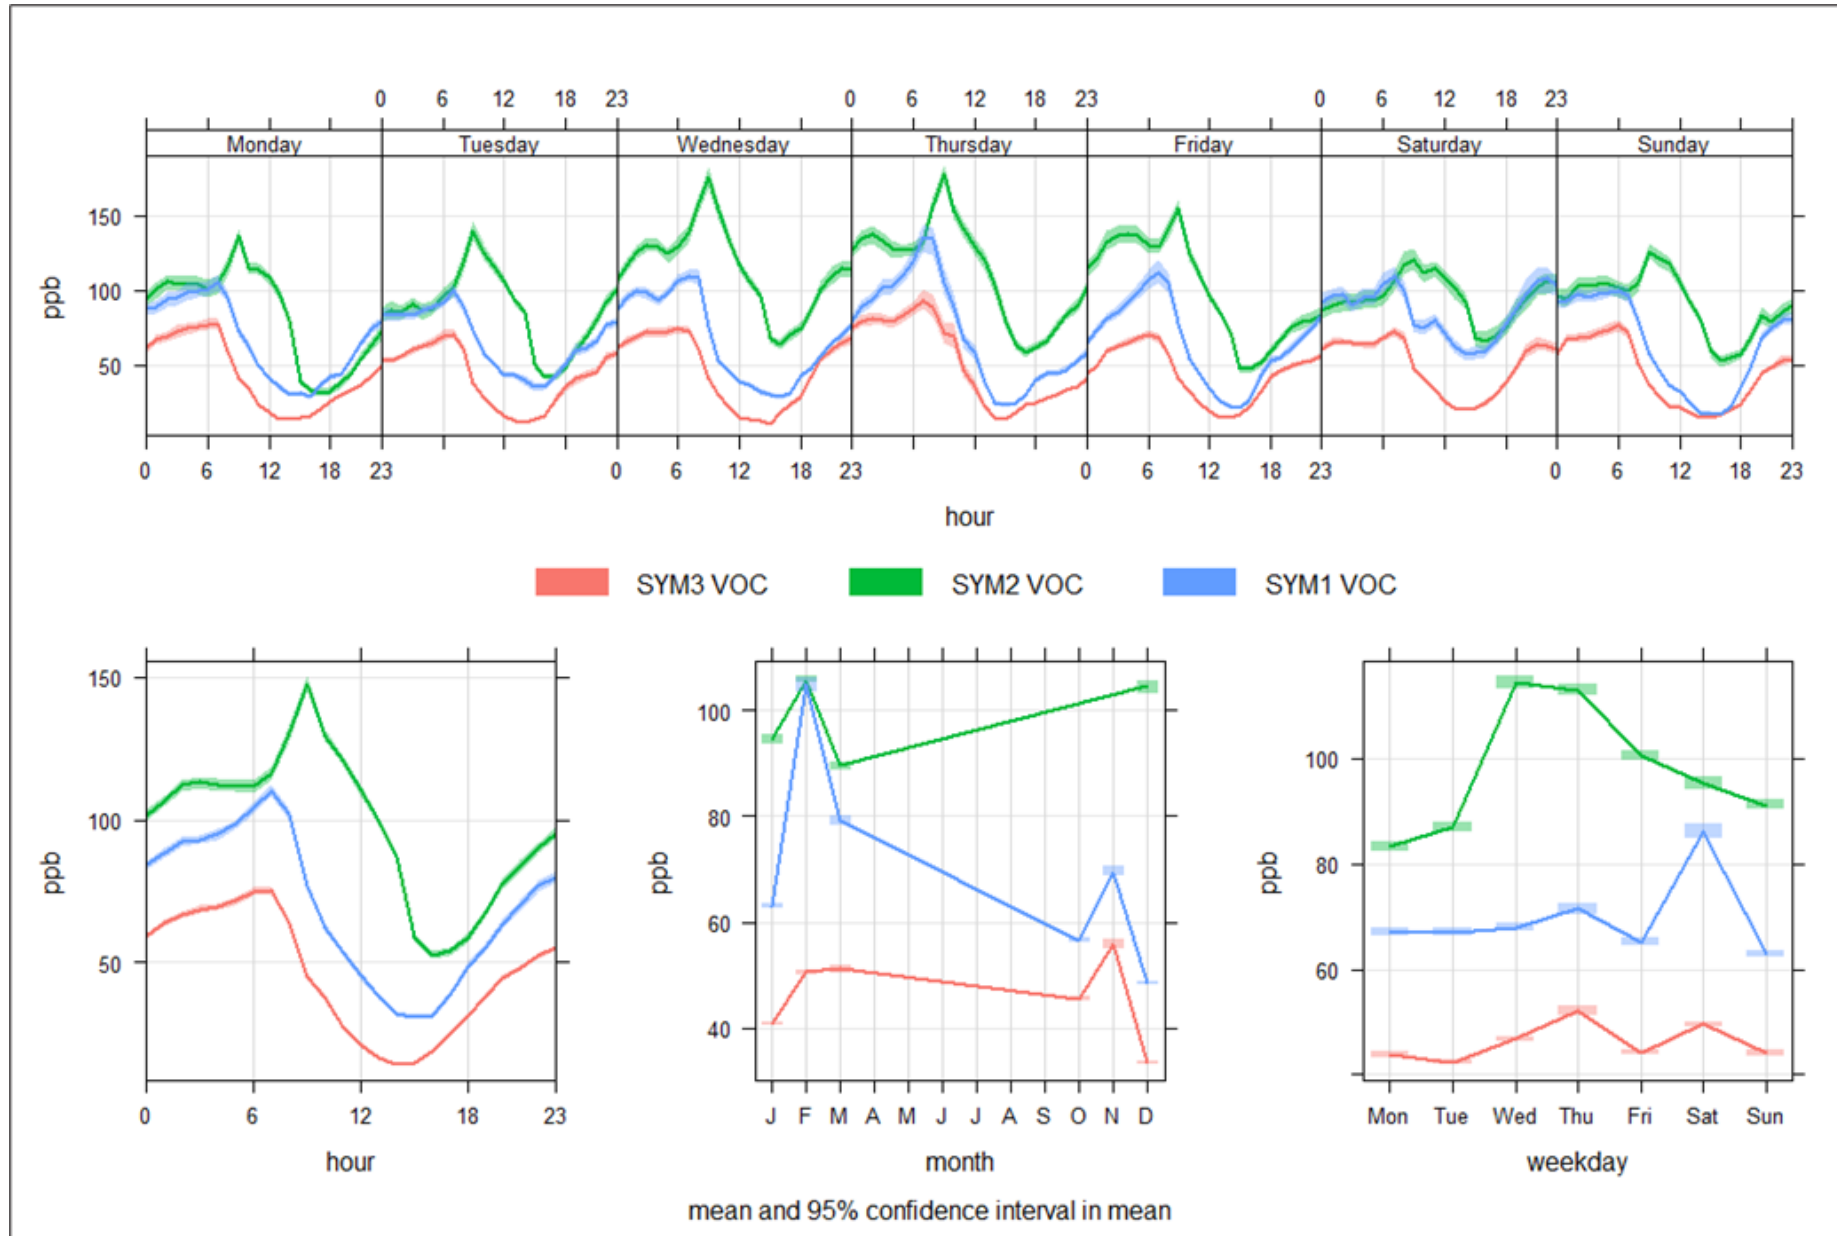 0 6 12 18 23 0 6 12 18 23 0 6 12 18 23
Monday Tuesday Wednesday Thursday Friday Saturday Sunday
150
100
50
ppb
0 6 12 18 23 0 6 12 18 23 0 6 12 18 23 0 6 12 18 23
hour
SYM3 VOC SYM2 VOC SYM1 VOC
150
100
50
ppb
0 6 12 18 23
hour
100
80
60
40
ppb
J F M A M J J A S O N D
month
100
80
60
ppb
Mon Tue Wed Thu Fri Sat Sun
weekday
mean and 95% confidence interval in mean